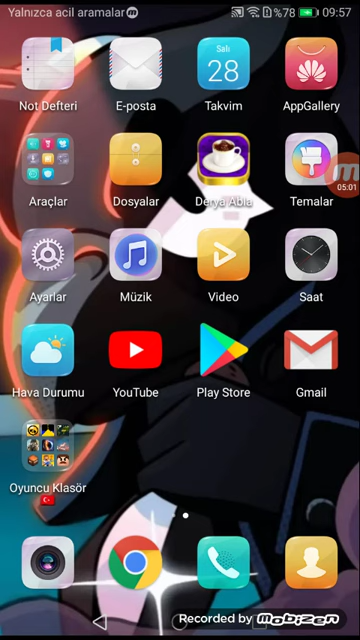 Yalnızca acil aramalar %78 09:57
Salı
28
Not Defteri E-posta Takvim AppGallery
HUAWEI
Araçlar Dosyalar Derya Abla Temalar
05:01
Ayarlar Müzik Video Saat
Hava Durumu YouTube Play Store Gmail
Oyuncu Klasör
Recorded by Mobizen